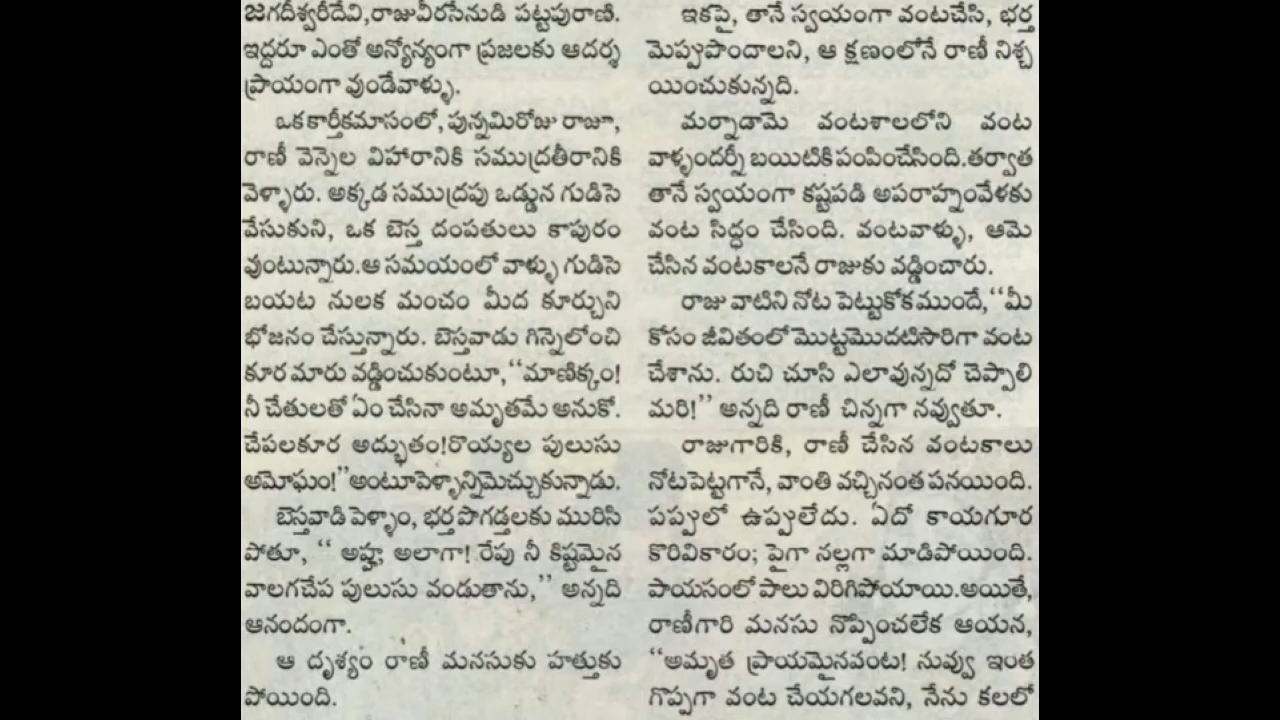 జగదీశ్వరీదేవి,రాజువీరసేనుడి పట్టపురాణి.
ఇద్దరూ ఎంతో అన్యోన్యంగా ప్రజలకు ఆదర్శ
ప్రాయంగా వుండేవాళ్ళు.
ఒకకార్తీకమాసంలో,పున్నమిరోజు రాజూ,
రాణీ వెన్నెల విహారానికి సముద్రతీరానికి
వెళ్ళారు. అక్కడ సముద్రపు ఒడ్డున గుడిసె
వేసుకుని, ఒక బెస్త దంపతులు కాపురం
వుంటున్నారు.ఆ సమయంలో వాళ్ళు గుడిసె
బయట నులక మంచం మీద కూర్చుని
భోజనం చేస్తున్నారు. బెస్తవాడు గిన్నెలోంచి
కూర మారు వడ్డించుకుంటూ,‘‘మాణిక్కం!
నీ చేతులతో ఏం చేసినా అమృతమే అనుకో.
చేపలకూర అద్భుతం!రొయ్యల పులుసు
అమోఘం!’’అంటూపెళ్ళాన్నిమెచ్చుకున్నాడు.
బెస్తవాడి పెళ్ళాం, భర్తపొగడ్తలకు మురిసి
పోతూ, ‘‘ అహ్హ, అలాగా! రేపు నీ కిష్టమైన
వాలగచేప పులుసు వండుతాను,’’ అన్నది
ఆనందంగా.
ఆ దృశ్యం రాణీ మనసుకు హత్తుకు
పోయింది.
ఇకపై, తానే స్వయంగా వంటచేసి, భర్త
మెప్పుపొందాలని, ఆ క్షణంలోనే రాణీ నిశ్చ
యించుకున్నది.
మర్నాడామె వంటశాలలోని వంట
వాళ్ళందర్నీ బయిటికిపంపించేసింది.తర్వాత
తానే స్వయంగా కష్టపడి అపరాహ్నంవేళకు
వంట సిద్ధం చేసింది. వంటవాళ్ళు, ఆమె
చేసిన వంటకాలనే రాజుకు వడ్డించారు.
రాజు వాటిని నోట పెట్టుకోకముందే,‘‘మీ
కోసం జీవితంలో మొట్టమొదటిసారిగా వంట
చేశాను. రుచి చూసి ఎలావున్నదో చెప్పాలి
మరి!’’ అన్నది రాణీ చిన్నగా నవ్వుతూ.
రాజుగారికి, రాణీ చేసిన వంటకాలు
నోటపెట్టగానే, వాంతి వచ్చినంత పనయింది.
పప్పులో ఉప్పులేదు. ఏదో కాయగూర
కొరివికారం; పైగా నల్లగా మాడిపోయింది.
పాయసంలో పాలు విరిగిపోయాయి.అయితే,
రాణీగారి మనసు నొప్పించలేక ఆయన,
‘‘అమృత ప్రాయమైనవంట! నువ్వు ఇంత
గొప్పగా వంట చేయగలవని, నేను కలలో